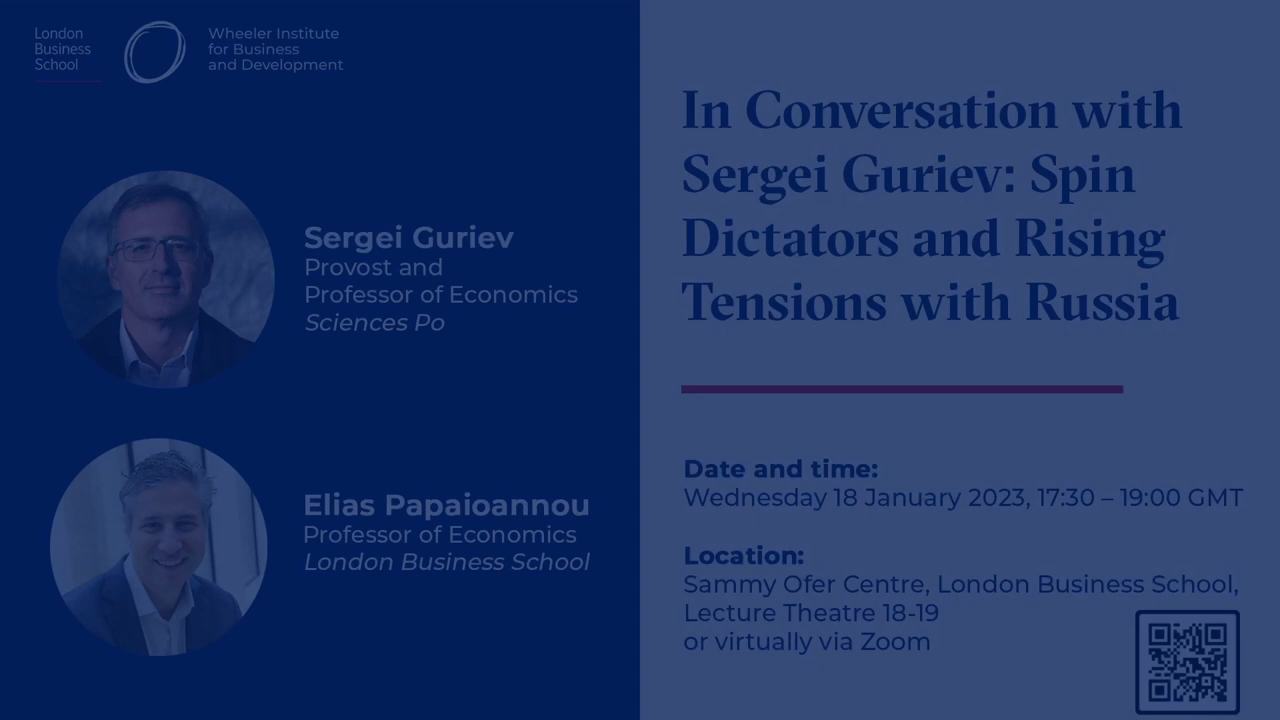 London
Business
School
Wheeler Institute
for Business
and Development
Sergei Guriev
Provost and
Professor of Economics
Sciences Po
Elias Papaioannou
Professor of Economics
London Business School
In Conversation with
Sergei Guriev: Spin
Dictators and Rising
Tensions with Russia
Date and time:
Wednesday 18 January 2023, 17:30 – 19:00 GMT
Location:
Sammy Ofer Centre, London Business School,
Lecture Theatre 18-19
or virtually via Zoom